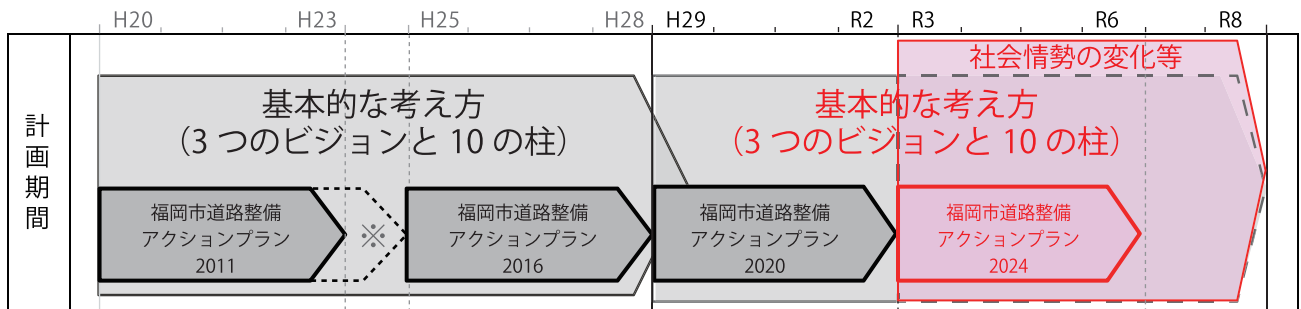 H20 H23 H25 H28 H29 R2 R3 R6 R8
社会情勢の変化等
計画期間
基本的な考え方
（3 つのビジョンと 10 の柱）
基本的な考え方
（3 つのビジョンと 10 の柱）
福岡市道路整備
アクションプラン
2011
※
福岡市道路整備
アクションプラン
2016
福岡市道路整備
アクションプラン
2020
福岡市道路整備
アクションプラン
2024